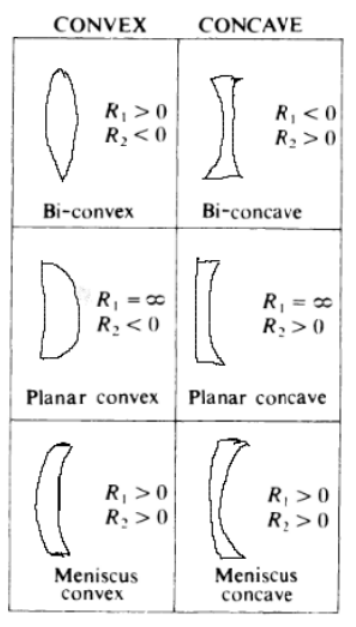 CONVEX CONCAVE
R₁ > 0
R₂ < 0
Bi-convex
R₁ < 0
R₂ > 0
Bi-concave
R₁ = ∞
R₂ < 0
Planar convex
R₁ = ∞
R₂ > 0
Planar concave
R₁ > 0
R₂ > 0
Meniscus
convex
R₁ > 0
R₂ > 0
Meniscus
concave